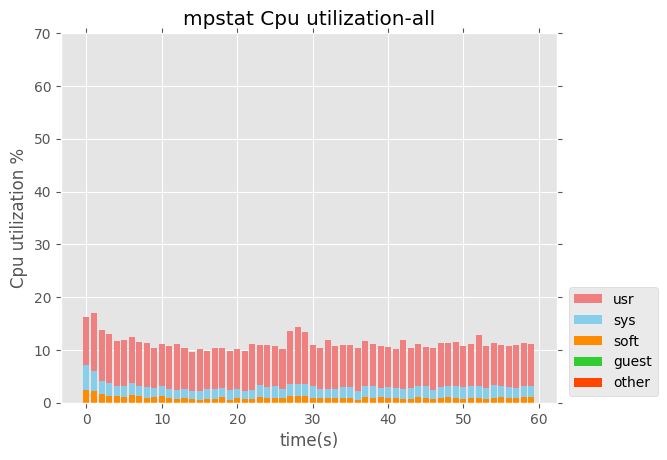 mpstat Cpu utilization-all
70
60
50
40
30
20
10
0
Cpu utilization %
0 10 20 30 40 50 60
time(s)
usr
sys
soft
guest
other